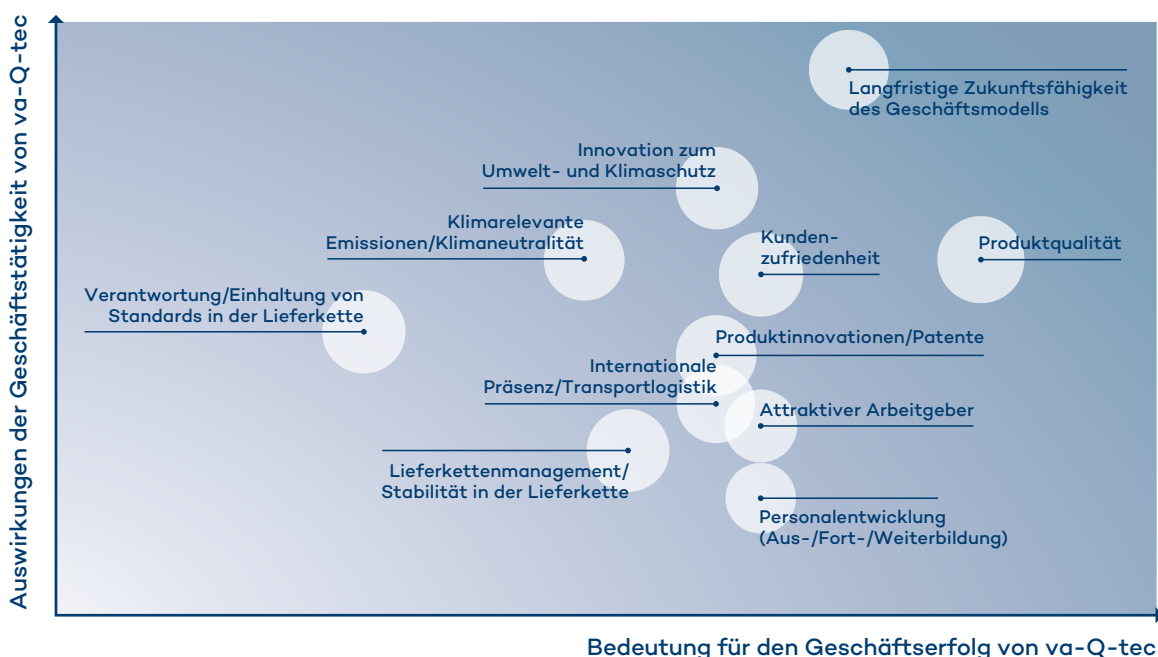 Auswirkungen der Geschäftstätigkeit von va-Q-tec
Langfristige Zukunftsfähigkeit
des Geschäftsmodells
Innovation zum
Umwelt- und Klimaschutz
Klimarelevante
Emissionen/Klimaneutralität
Kunden-
zufriedenheit
Produktqualität
Verantwortung/Einhaltung von
Standards in der Lieferkette
Produktinnovationen/Patente
Internationale
Präsenz/Transportlogistik
Attraktiver Arbeitgeber
Lieferkettenmanagement/
Stabilität in der Lieferkette
Personalentwicklung
(Aus-/Fort-/Weiterbildung)
Bedeutung für den Geschäftserfolg von va-Q-tec